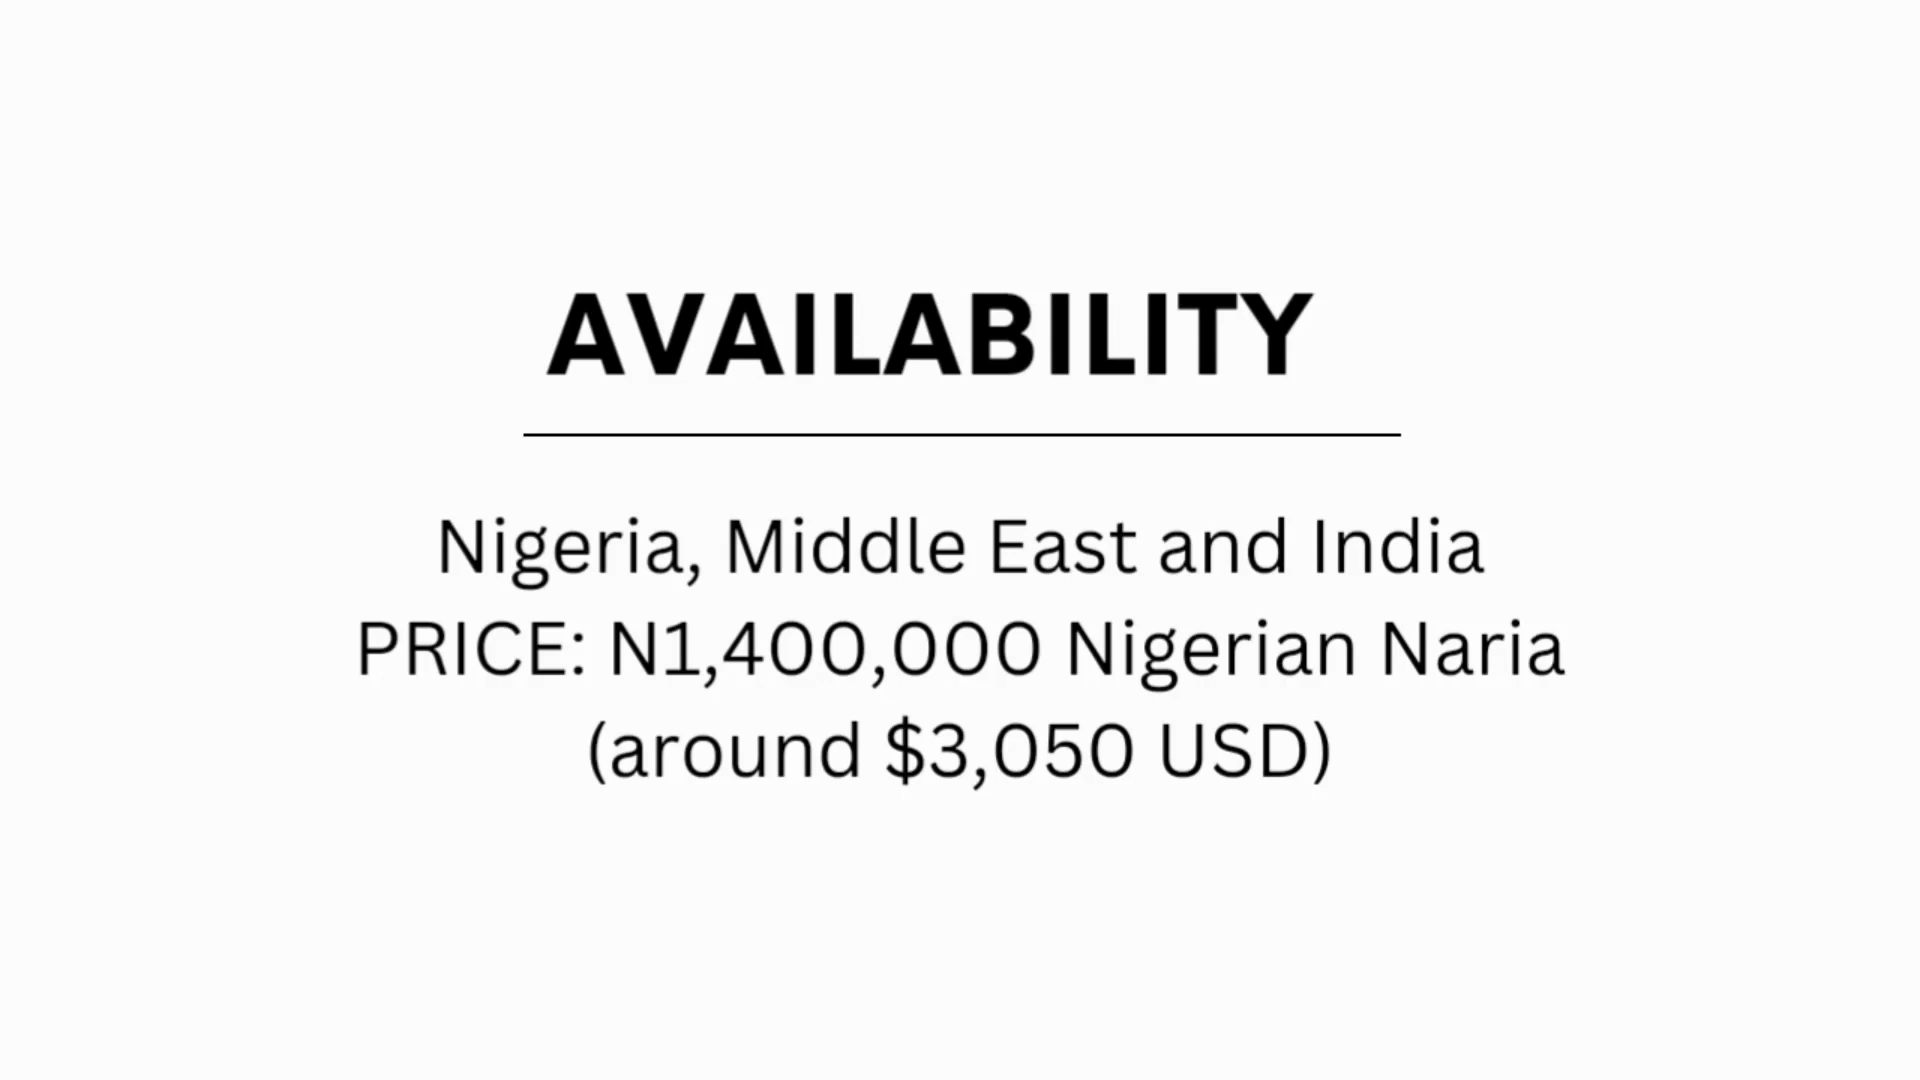 AVAILABILITY
Nigeria, Middle East and India
PRICE: N1,400,000 Nigerian Naria
(around $3,050 USD)